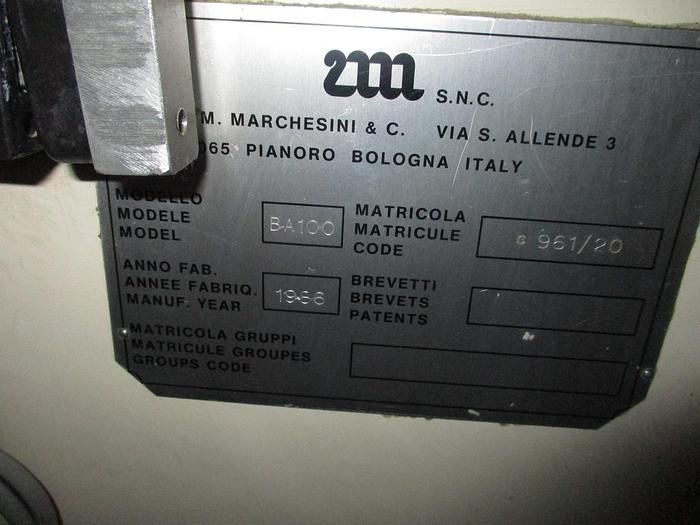 m S.N.C.
M. MARCHESINI & C. VIA S. ALLENDE 3
065 PIANORO BOLOGNA ITALY
MODELLO
MODELE
MODEL
BA100
MATRICOLA
MATRICULE
CODE
961/20
ANNO FAB.
ANNEE FABRIQ.
MANUF. YEAR
1986
BREVETTI
BREVETS
PATENTS
MATRICOLA GRUPPI
MATRICULE GROUPES
GROUPS CODE